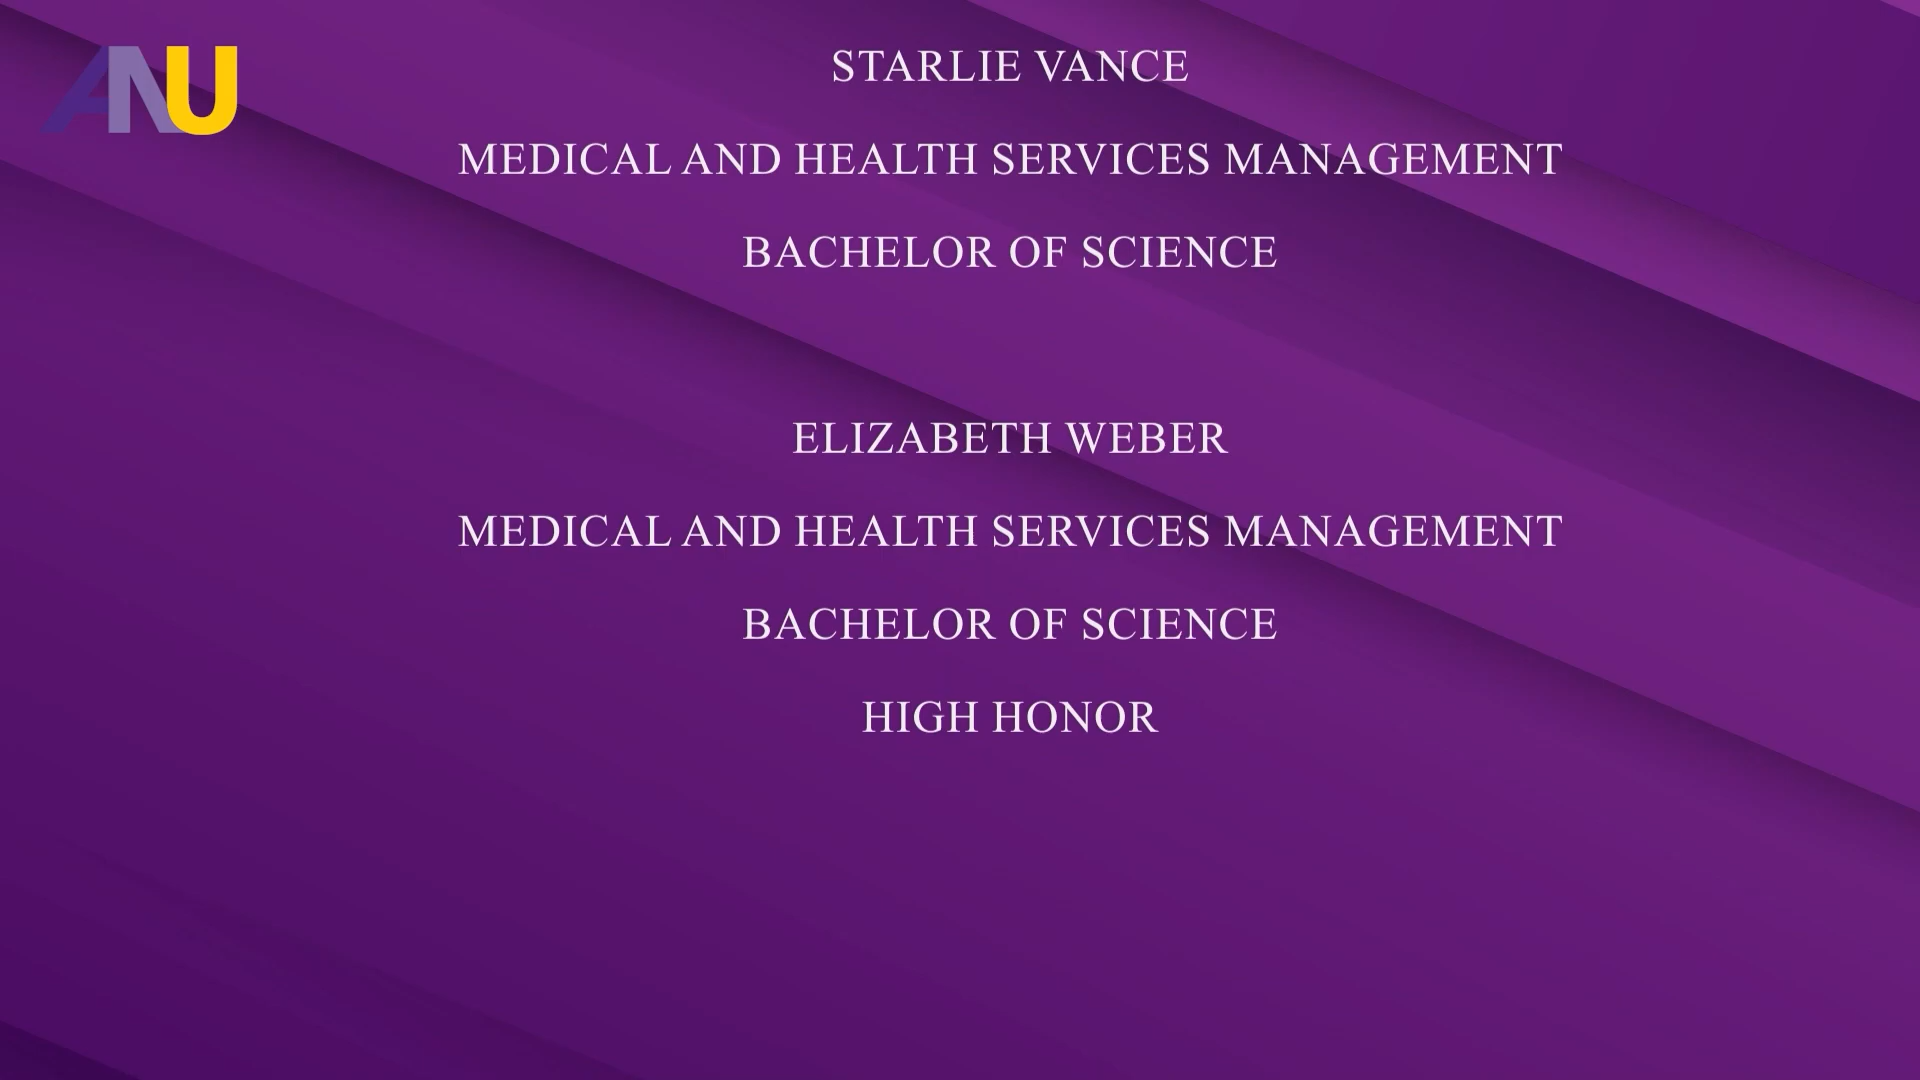 ANU
STARLIE VANCE
MEDICAL AND HEALTH SERVICES MANAGEMENT
BACHELOR OF SCIENCE
ELIZABETH WEBER
MEDICAL AND HEALTH SERVICES MANAGEMENT
BACHELOR OF SCIENCE
HIGH HONOR